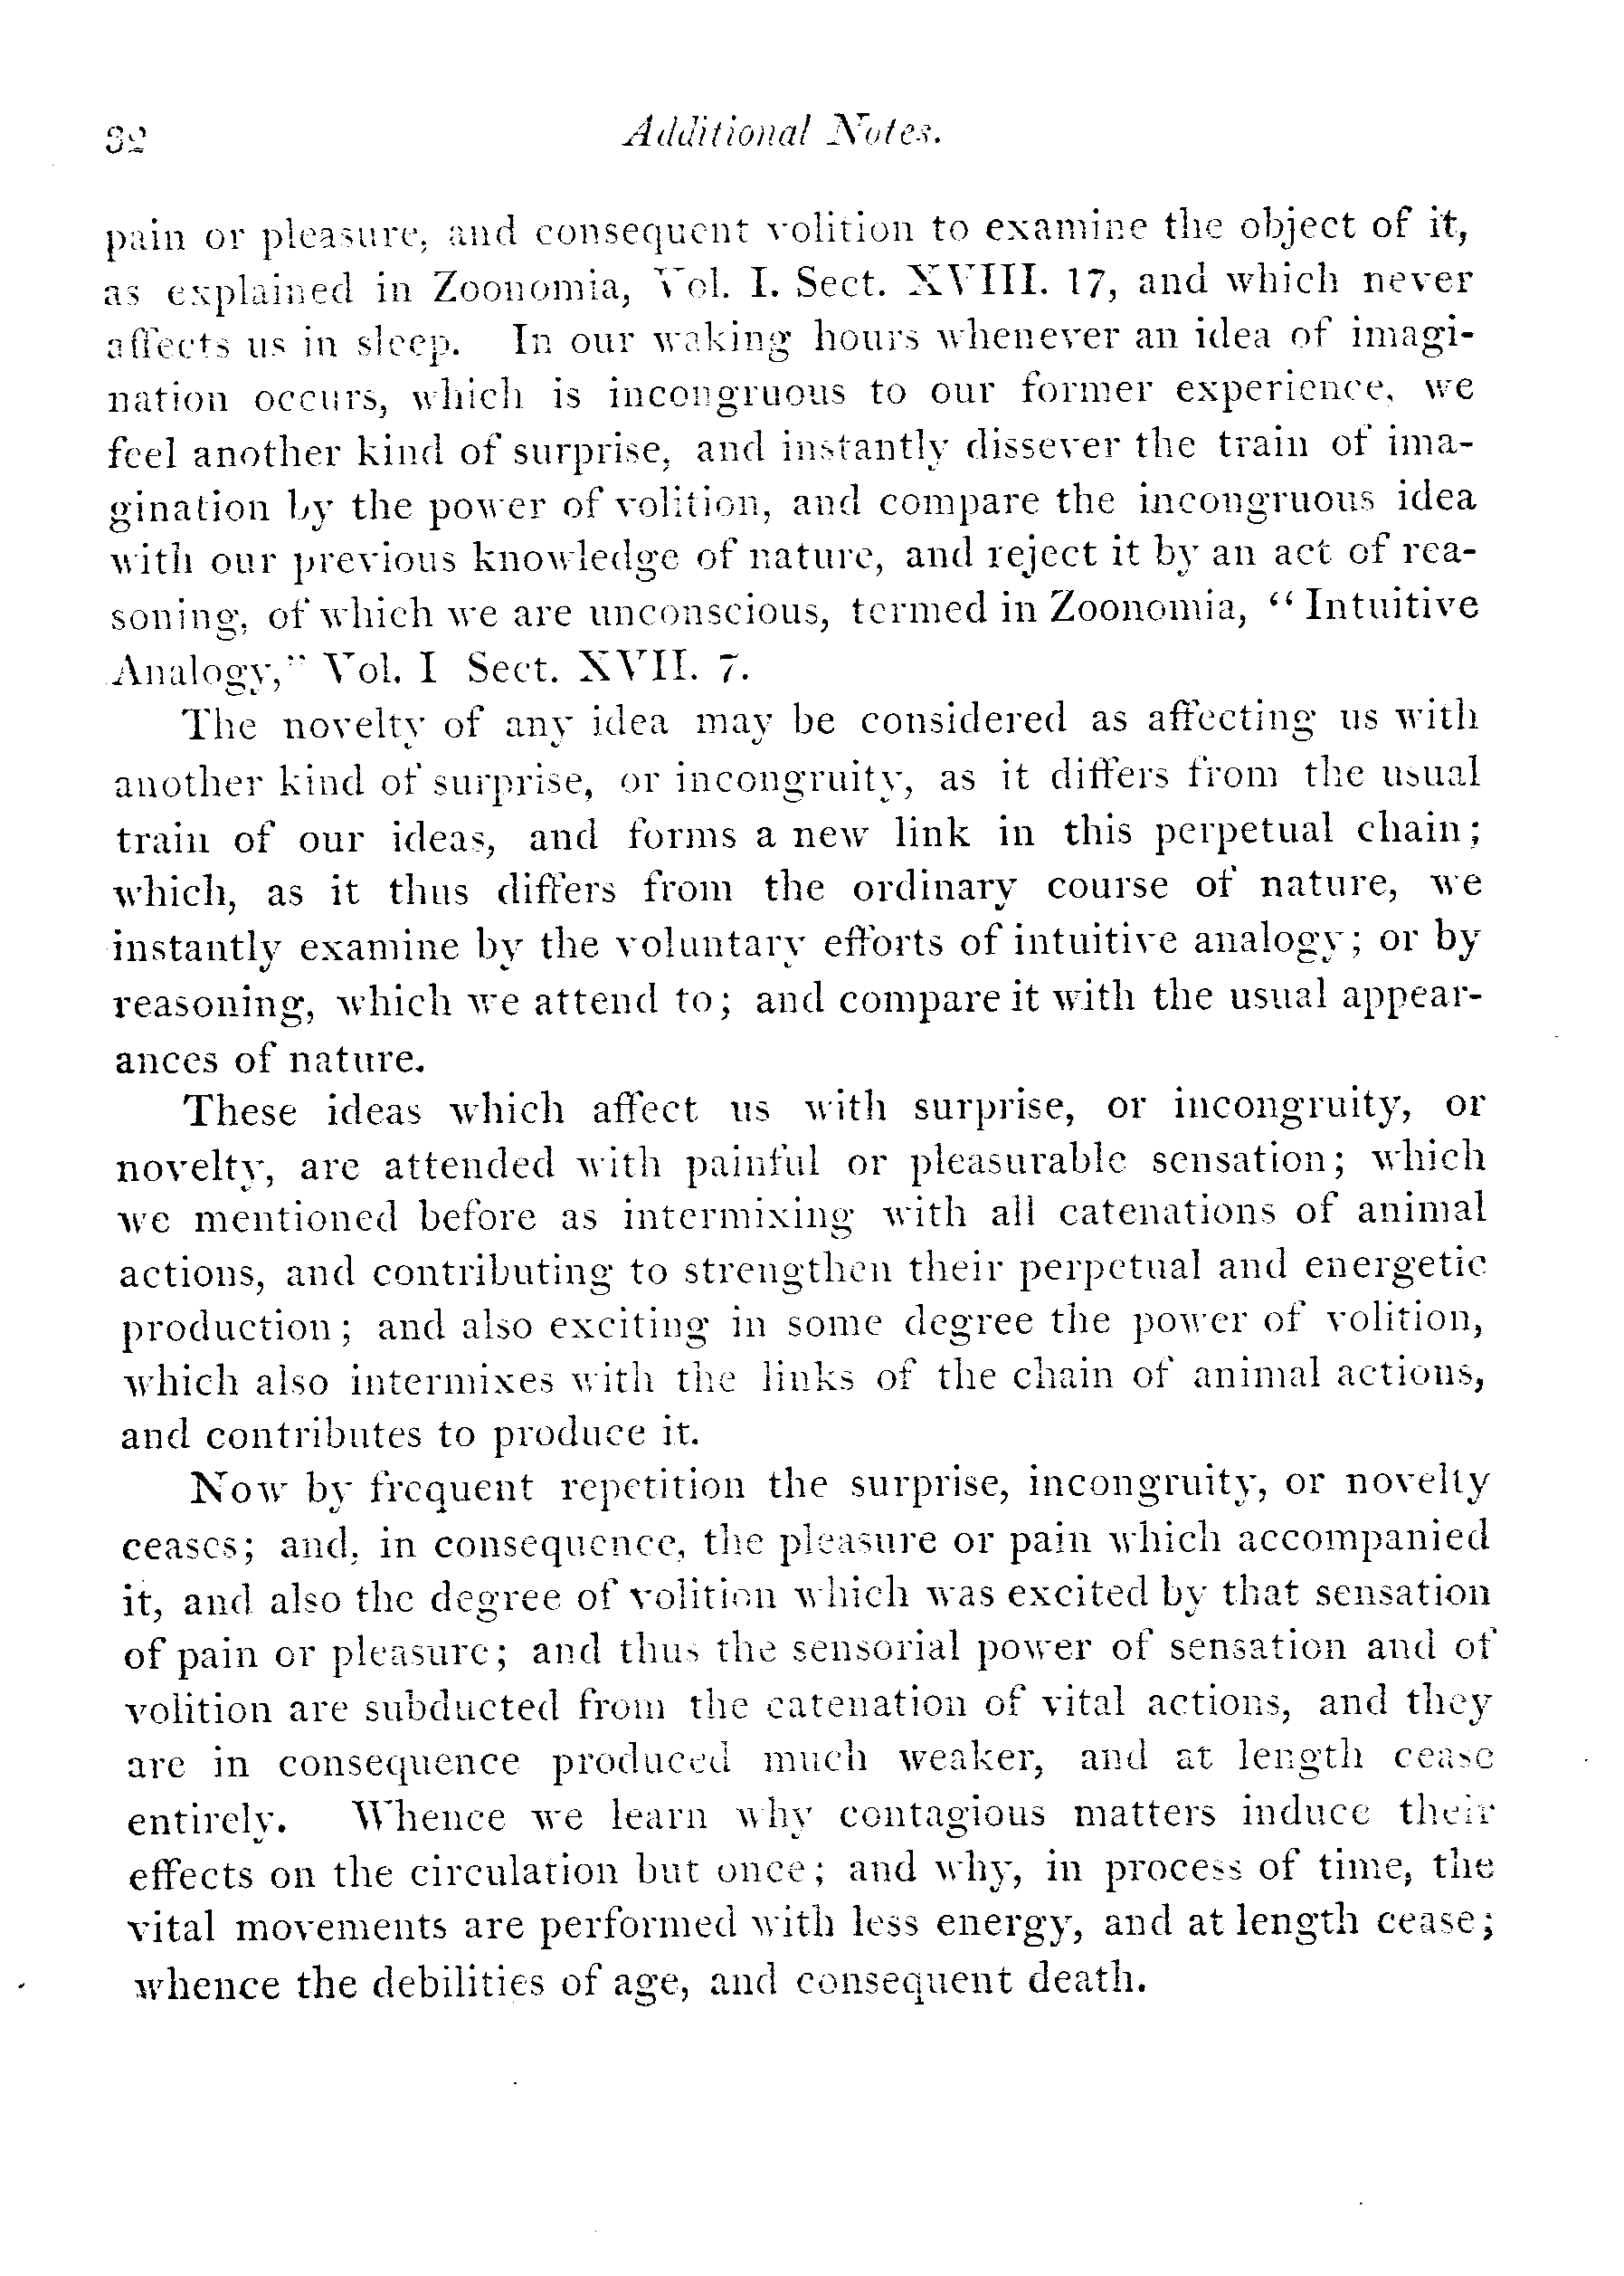 32 Additional Notes.
pain or pleasure, and consequent volition to examine the object of it,
as explained in Zoonomia, Vol. I. Sect. XVIII. 17, and which never
affects us in sleep. In our waking hours whenever an idea of imagi-
nation occurs, which is incongruous to our former experience, we
feel another kind of surprise, and instantly dissever the train of ima-
gination by the power of volition, and compare the incongruous idea
with our previous knowledge of nature, and reject it by an act of rea-
soning, of which we are unconscious, termed in Zoonomia, “Intuitive
Analogy,” Vol. I Sect. XVII. 7.
The novelty of any idea may be considered as affecting us with
another kind of surprise, or incongruity, as it differs from the usual
train of our ideas, and forms a new link in this perpetual chain;
which, as it thus differs from the ordinary course of nature, we
instantly examine by the voluntary efforts of intuitive analogy; or by
reasoning, which we attend to; and compare it with the usual appear-
ances of nature.
These ideas which affect us with surprise, or incongruity, or
novelty, are attended with painful or pleasurable sensation; which
we mentioned before as intermixing with all catenations of animal
actions, and contributing to strengthen their perpetual and energetic
production; and also exciting in some degree the power of volition,
which also intermixes with the links of the chain of animal actions,
and contributes to produce it.
Now by frequent repetition the surprise, incongruity, or novelty
ceases; and, in consequence, the pleasure or pain which accompanied
it, and also the degree of volition which was excited by that sensation
of pain or pleasure; and thus the sensorial power of sensation and of
volition are subducted from the catenation of vital actions, and they
are in consequence produced much weaker, and at length cease
entirely. Whence we learn why contagious matters induce their
effects on the circulation but once; and why, in process of time, the
vital movements are performed with less energy, and at length cease;
whence the debilities of age, and consequent death.